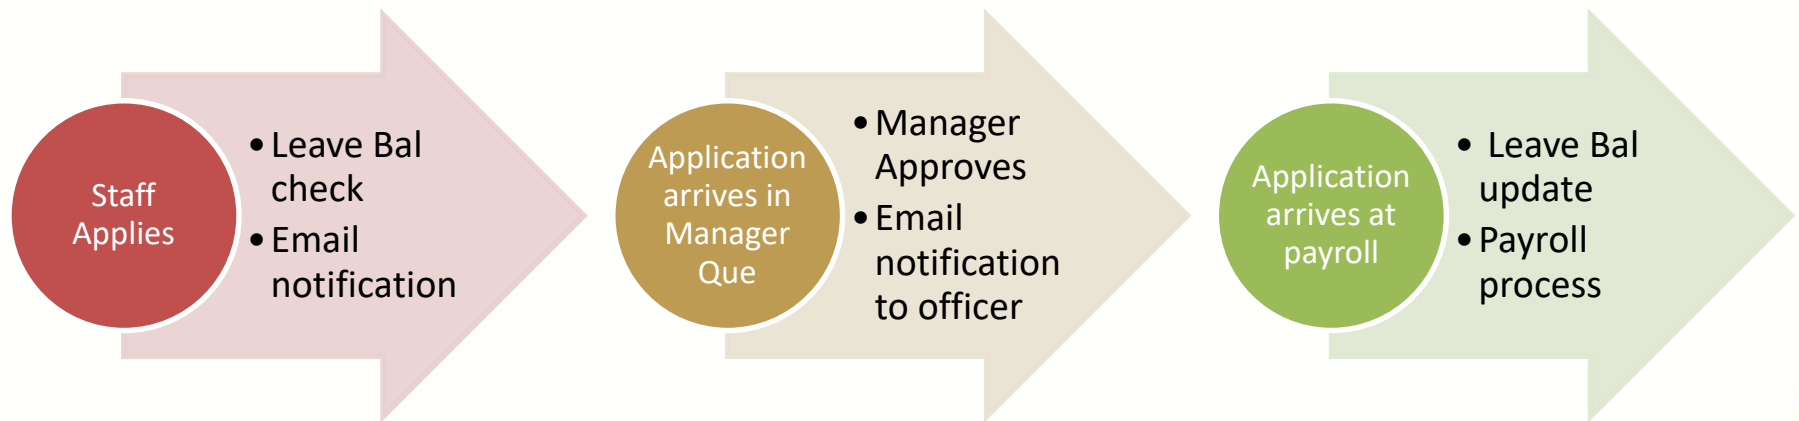 Staff
Applies
• Leave Bal
check
• Email
notification
Application
arrives in
Manager
Que
• Manager
Approves
• Email
notification
to officer
Application
arrives at
payroll
• Leave Bal
update
• Payroll
process